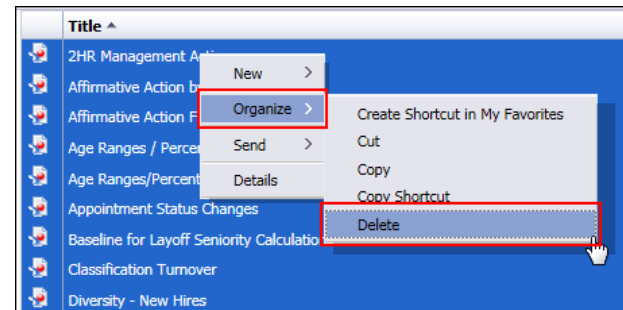 Title
2HR Management A
New
Affirmative Action b
Organize
Affirmative Action F
Create Shortcut in My Favorites
Age Ranges / Perce
Send
Cut
Copy
Age Ranges/Percent
Details
Copy Shortcut
Appointment Status Changes
Delete
Baseline for Layoff Seniority Calculatio
Classification Turnover
Diversity - New Hires